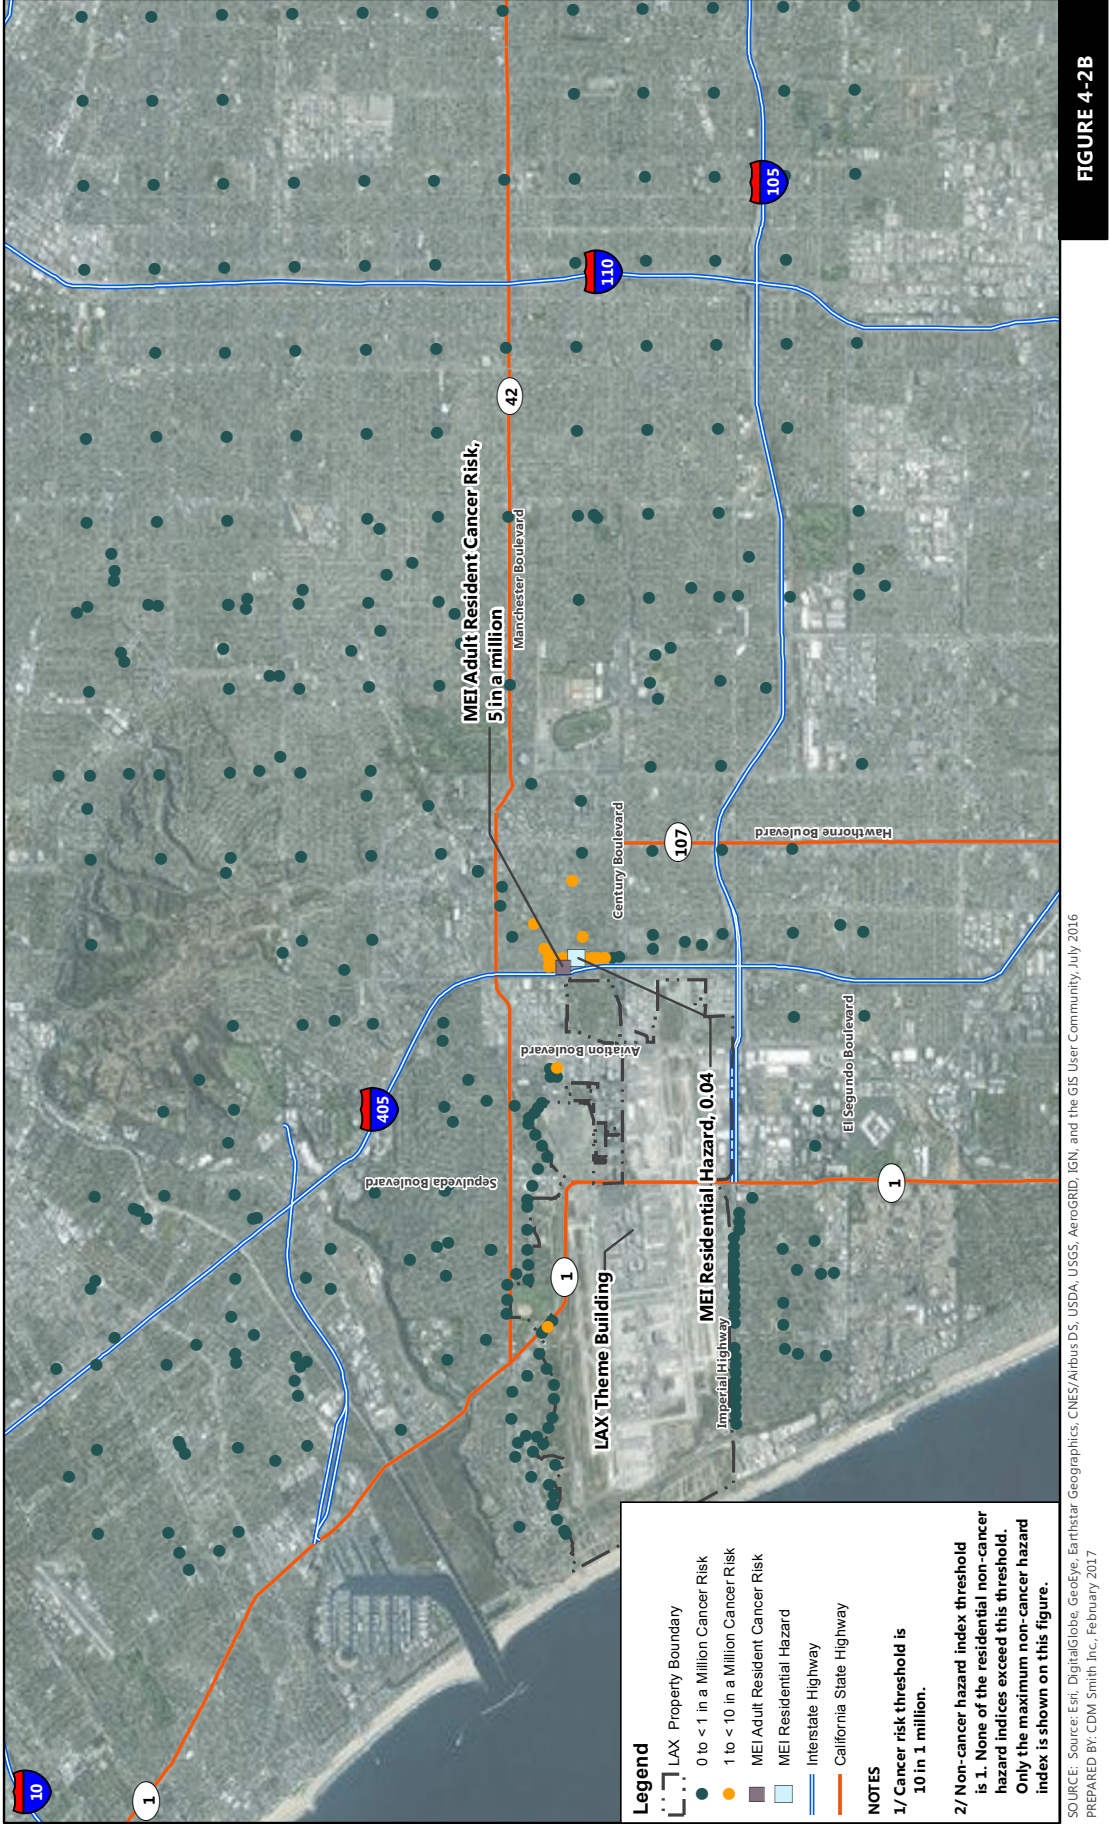 10
1
405
Sepulveda Boulevard
1
LAX Theme Building
MEI Residential Hazard, 0.04
Imperial Highway
Aviation Boulevard
MEI Adult Resident Cancer Risk,
5 in a million
Manchester Boulevard
42
110
105
Century Boulevard
107
Hawthorne Boulevard
El Segundo Boulevard
1
Legend
LAX Property Boundary
0 to < 1 in a Million Cancer Risk
1 to < 10 in a Million Cancer Risk
MEI Adult Resident Cancer Risk
MEI Residential Hazard
Interstate Highway
California State Highway
NOTES
1/ Cancer risk threshold is
10 in 1 million.
2/ Non-cancer hazard index threshold
is 1. None of the residential non-cancer
hazard indices exceed this threshold.
Only the maximum non-cancer hazard
index is shown on this figure.
SOURCE: Source: Esri, DigitalGlobe, GeoEye, Earthstar Geographics, CNES/Airbus DS, USDA, USGS, AeroGRID, IGN, and the GIS User Community, July 2016
PREPARED BY: CDM Smith Inc., February 2017
FIGURE 4-2B